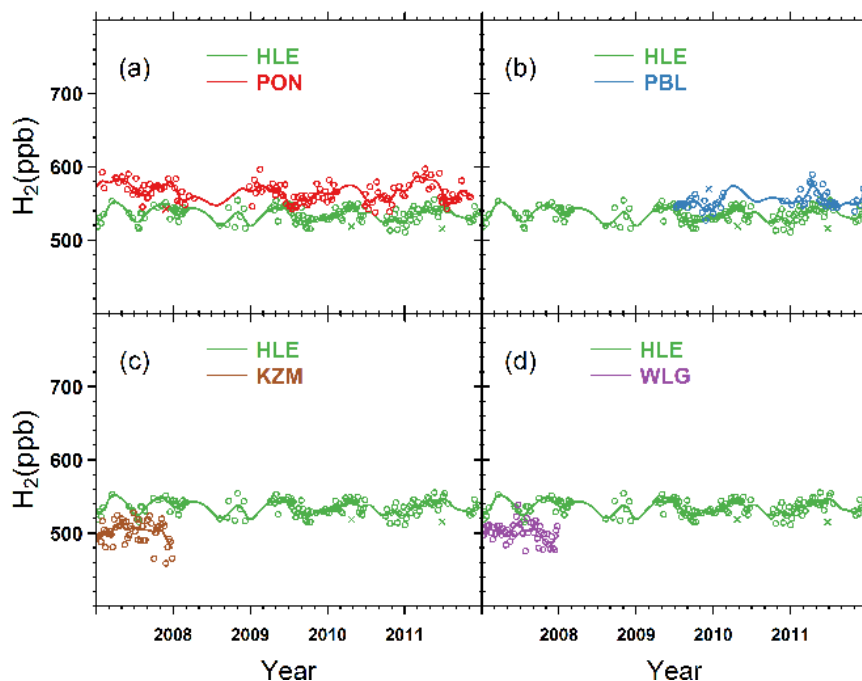 (a) HLE
PON
(b) HLE
PBL
H₂(ppb)
700
600
500
(c) HLE
KZM
(d) HLE
WLG
H₂(ppb)
700
600
500
2008 2009 2010 2011
2008 2009 2010 2011
Year
Year